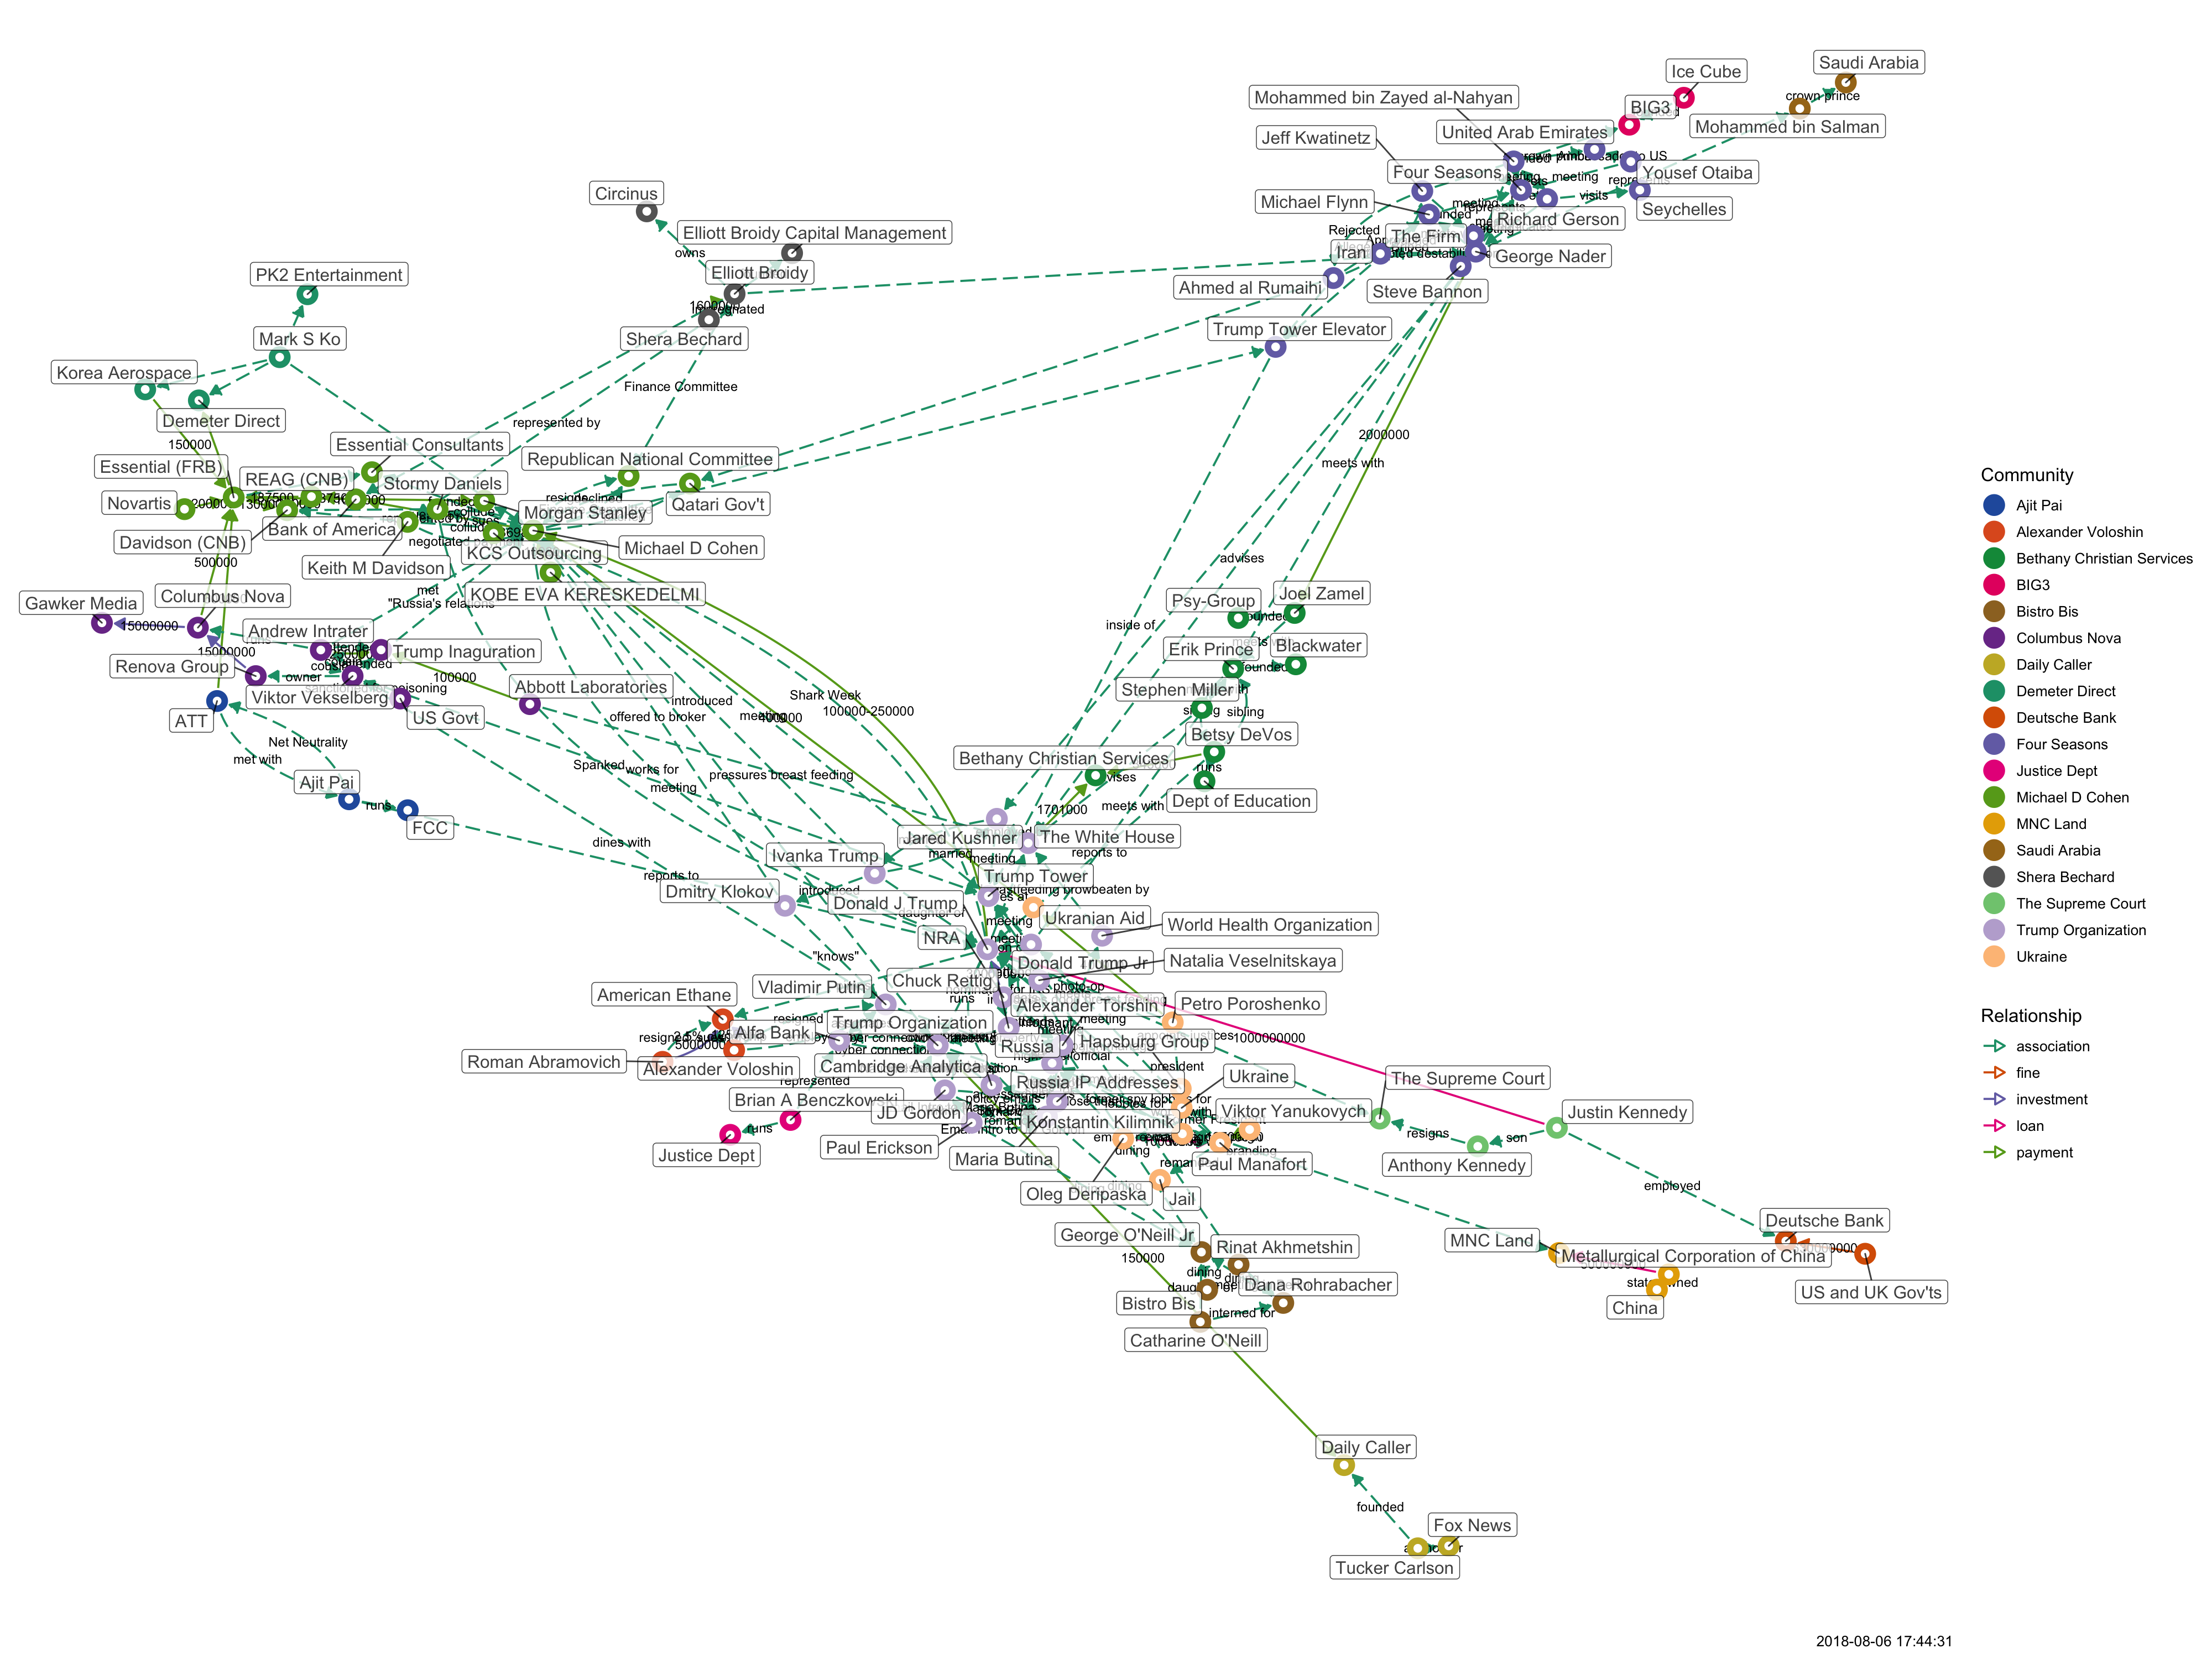 Ice Cube
Saudi Arabia
Mohammed bin Zayed al-Nahyan
BIG3
crown prince
Jeff Kwatinetz
United Arab Emirates
Mohammed bin Salman
Four Seasons
Yousef Otaiba
meeting
Circinus
Michael Flynn
visits
Seychelles
Richard Gerson
meeting
Elliott Broidy Capital Management
Rejected
The Firm
owns
Iran
George Nader
Elliott Broidy
PK2 Entertainment
Ahmed al Rumaihi
Steve Bannon
1600000
Trump Tower Elevator
Mark S Ko
Shera Bechard
Korea Aerospace
Finance Committee
Demeter Direct
represented by
2000000
150000
Essential Consultants
Republican National Committee
meets with
Essential (FRB)
REAG (CNB)
Stormy Daniels
Novartis
Qatari Gov't
Morgan Stanley
Bank of America
Davidson (CNB)
KCS Outsourcing
Michael D Cohen
negotiated
500000
Keith M Davidson
advises
met
KOBE EVA KERESKEDELMI
Columbus Nova
"Russia's relations
Gawker Media
Psy-Group
Joel Zamel
15000000
Andrew Intrater
inside of
15000000
Trump Inaguration
Erik Prince
Blackwater
Renova Group
owner
100000
founded
Viktor Vekselberg
Abbott Laboratories
Stephen Miller
introduced
Shark Week
100000-250000
ATT
US Govt
offered to broker
sibling
Net Neutrality
Betsy DeVos
met with
Bethany Christian Services
Spanked
works for
pressures breast feeding
runs
Ajit Pai
runs
meeting
Dept of Education
1701000
meets with
FCC
Jared Kushner
The White House
dines with
Ivanka Trump
married
meeting
reports to
reports to
Dmitry Klokov
introduced
Trump Tower
Donald J Trump
Ukranian Aid
World Health Organization
NRA
meeting
"knows"
Donald Trump Jr
Natalia Veselnitskaya
Chuck Rettig
photo-op
American Ethane
Vladimir Putin
runs
Alexander Torshin
Petro Poroshenko
resigned
Trump Organization
meeting
Alfa Bank
1000000000
Roman Abramovich
Russia
Hapsburg Group
Alexander Voloshin
Cambridge Analytica
president
represented
Russia IP Addresses
Ukraine
The Supreme Court
Brian A Benczkowski
JD Gordon
Viktor Yanukovych
Justin Kennedy
runs
Konstantin Kilimnik
resigns
son
Justice Dept
Paul Erickson
Maria Butina
dining
branding
Paul Manafort
Anthony Kennedy
Oleg Deripaska
Jail
employed
George O'Neill Jr
Rinat Akhmetshin
Deutsche Bank
150000
MNC Land
Metallurgical Corporation of China
dining
Dana Rohrabacher
Bistro Bis
interned for
China
US and UK Gov'ts
Catharine O'Neill
Daily Caller
founded
Fox News
Tucker Carlson
Community
Ajit Pai
Alexander Voloshin
Bethany Christian Services
BIG3
Bistro Bis
Columbus Nova
Daily Caller
Demeter Direct
Deutsche Bank
Four Seasons
Justice Dept
Michael D Cohen
MNC Land
Saudi Arabia
Shera Bechard
The Supreme Court
Trump Organization
Ukraine
Relationship
association
fine
investment
loan
payment
2018-08-06 17:44:31